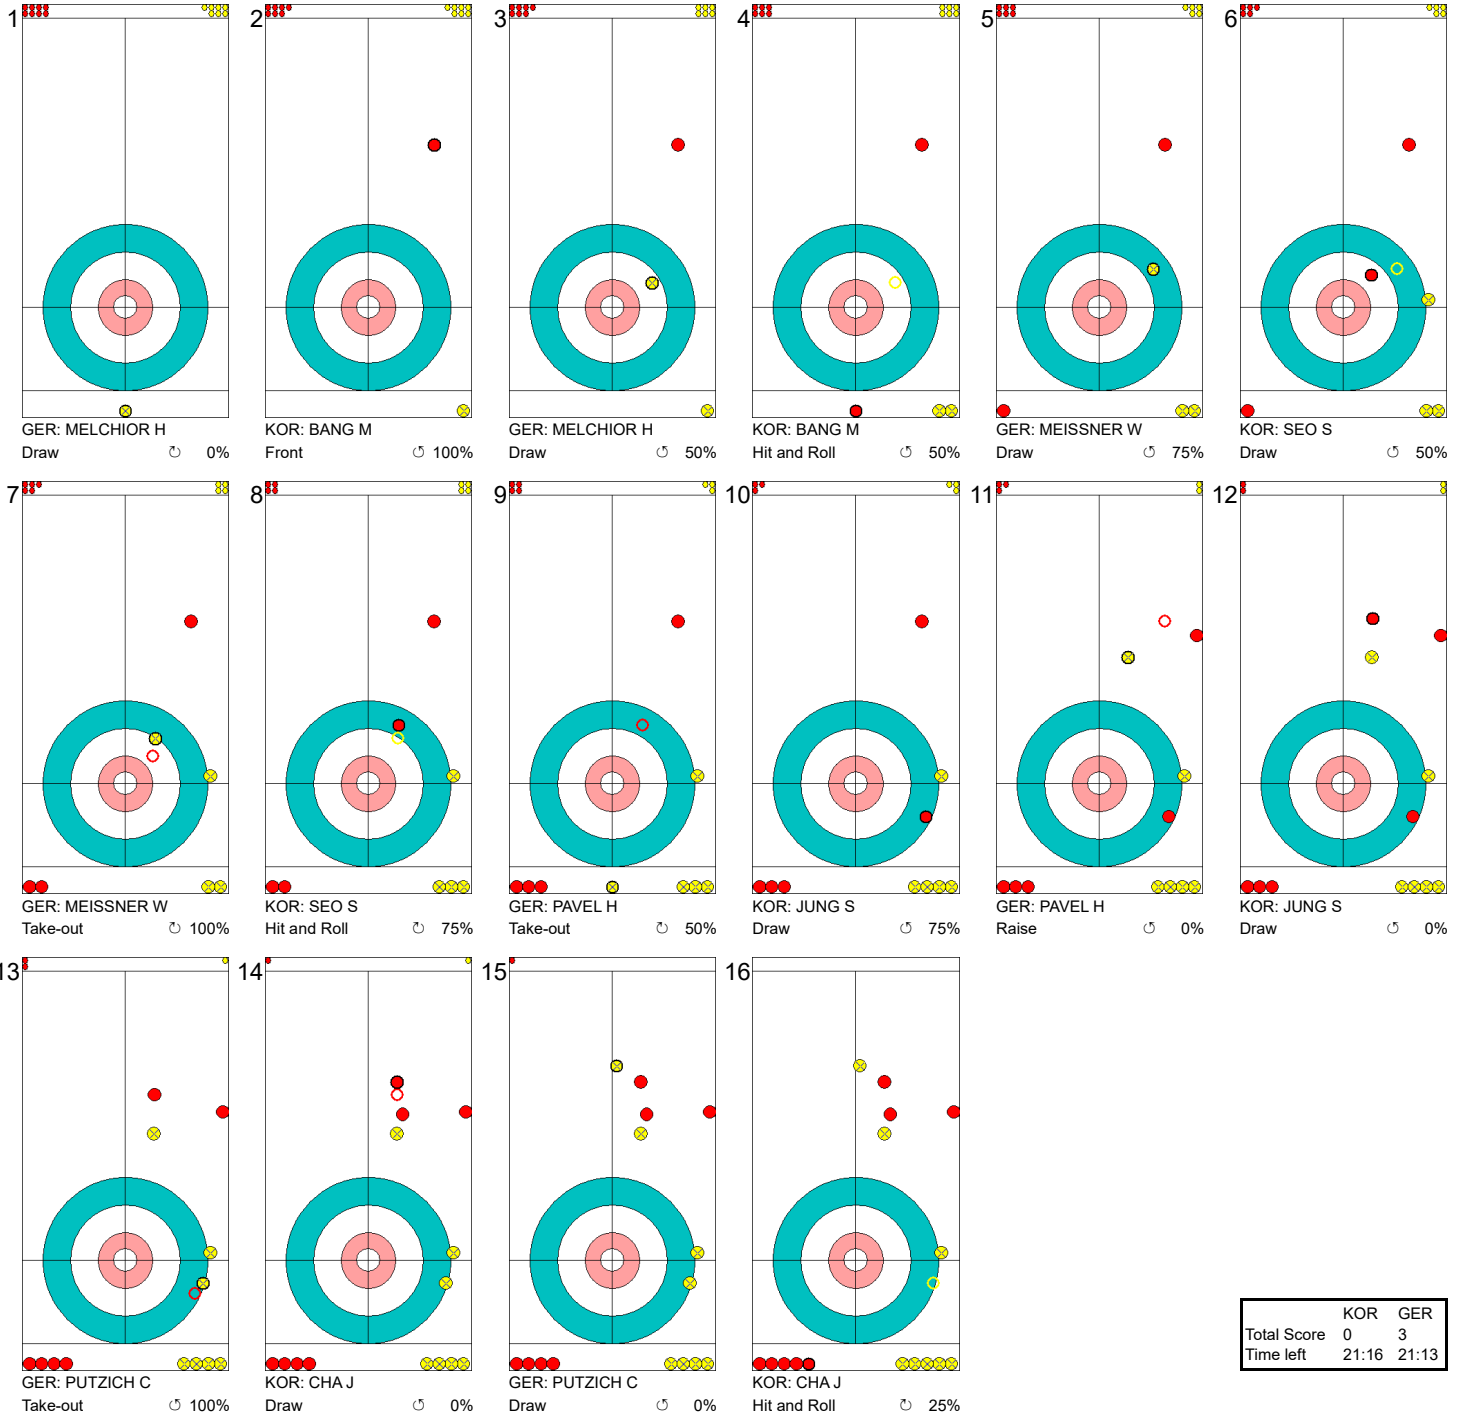 1 2 3 4 5 6
GER: MELCHIOR H KOR: BANG M GER: MELCHIOR H KOR: BANG M GER: MEISSNER W KOR: SEO S
Draw ↻ 0% Front ↺ 100% Draw ↺ 50% Hit and Roll ↺ 50% Draw ↺ 75% Draw ↺ 50%
7 8 9 10 11 12
GER: MEISSNER W KOR: SEO S GER: PAVEL H KOR: JUNG S GER: PAVEL H KOR: JUNG S
Take-out ↻ 100% Hit and Roll ↻ 75% Take-out ↻ 50% Draw ↺ 75% Raise ↺ 0% Draw ↺ 0%
13 14 15 16
KOR GER
Total Score 0 3
Time left 21:16 21:13
GER: PUTZICH C KOR: CHA J GER: PUTZICH C KOR: CHA J
Take-out ↺ 100% Draw ↺ 0% Draw ↺ 0% Hit and Roll ↻ 25%